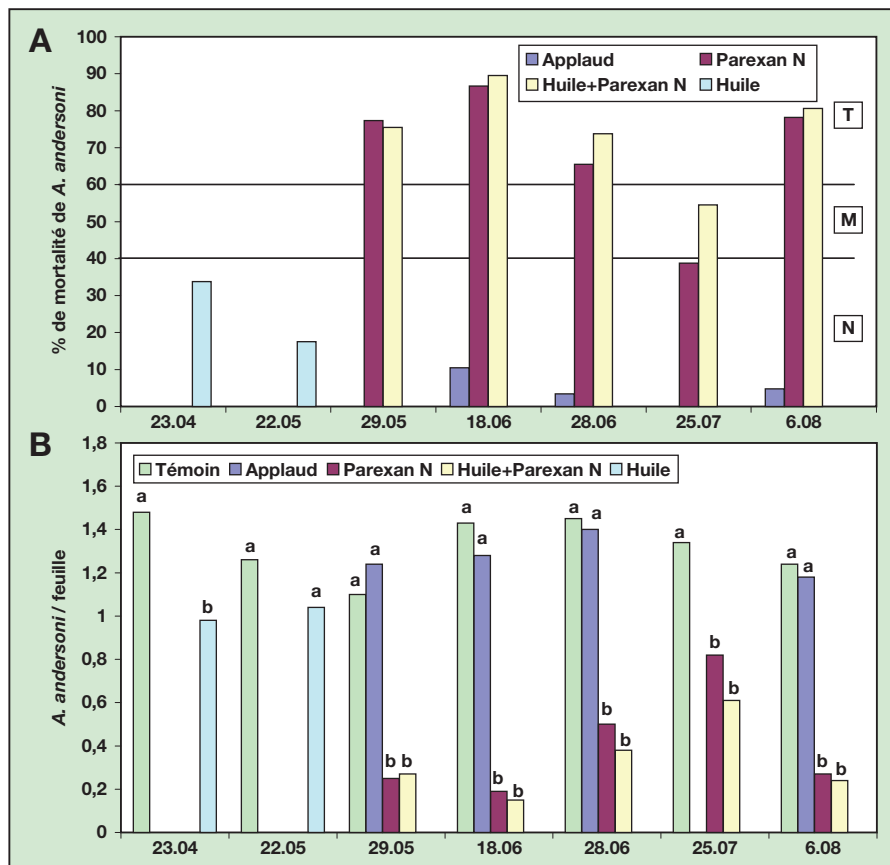 A
% de mortalité de A. andersoni
100
90
80
70
60
50
40
30
20
10
0
Applaud Parexan N
Huile+Parexan N Huile
T
M
N
23.04 22.05 29.05 18.06 28.06 25.07 6.08
B
A. andersoni / feuille
1,8
1,6
1,4
1,2
1
0,8
0,6
0,4
0,2
0
Témoin Applaud Parexan N Huile+Parexan N Huile
a b a a a a b b a a b b a a b b a b b a a b b
23.04 22.05 29.05 18.06 28.06 25.07 6.08